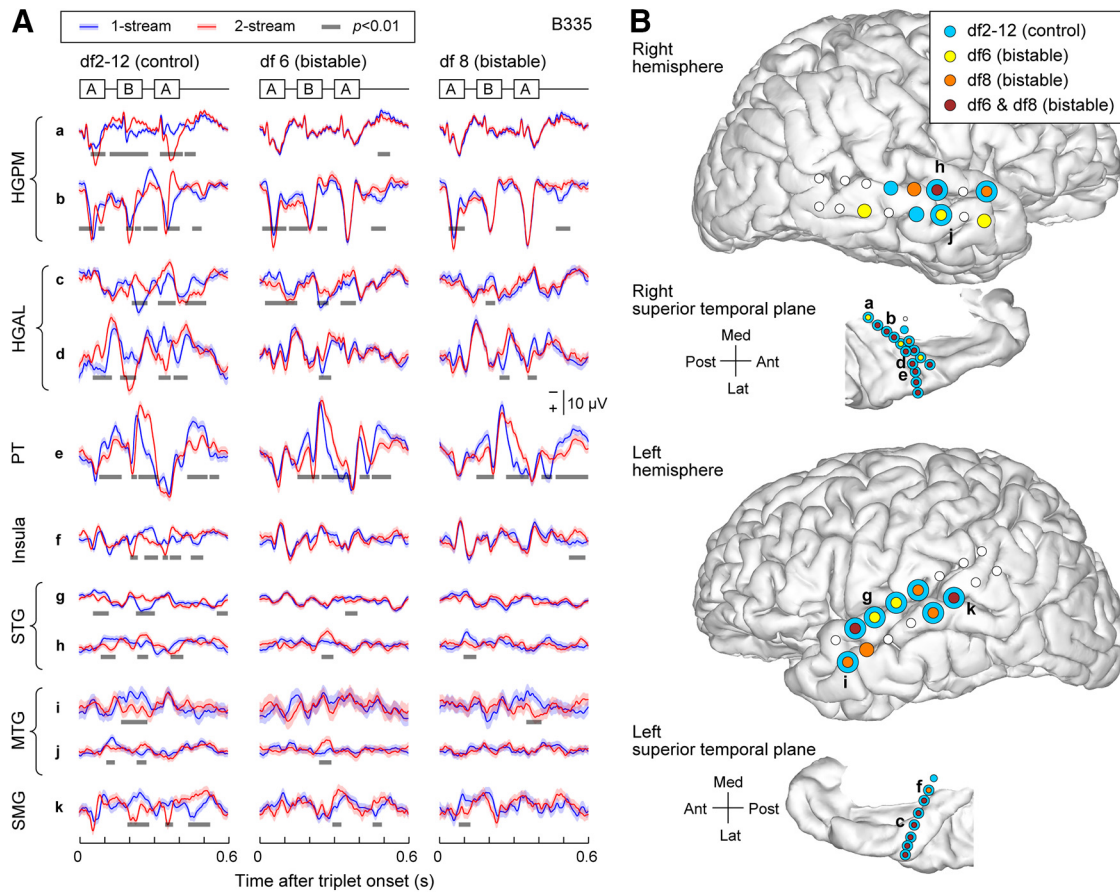 A
1-stream 2-stream p<0.01
B335
df2-12 (control) df 6 (bistable) df 8 (bistable)
A B A A B A A B A
HGPM
a
b
HGAL
c
d
10 µV
−
+
PT
e
Insula
f
STG
g
h
MTG
i
j
SMG
k
0 0.6 0 0.6 0 0.6
Time after triplet onset (s)
B
Right
hemisphere
df2-12 (control)
df6 (bistable)
df8 (bistable)
df6 & df8 (bistable)
h
j
Right
superior temporal plane
a
b
d
e
Med
Post Ant
Lat
Left
hemisphere
g
k
i
Left
superior temporal plane
f
c
Med
Ant Post
Lat